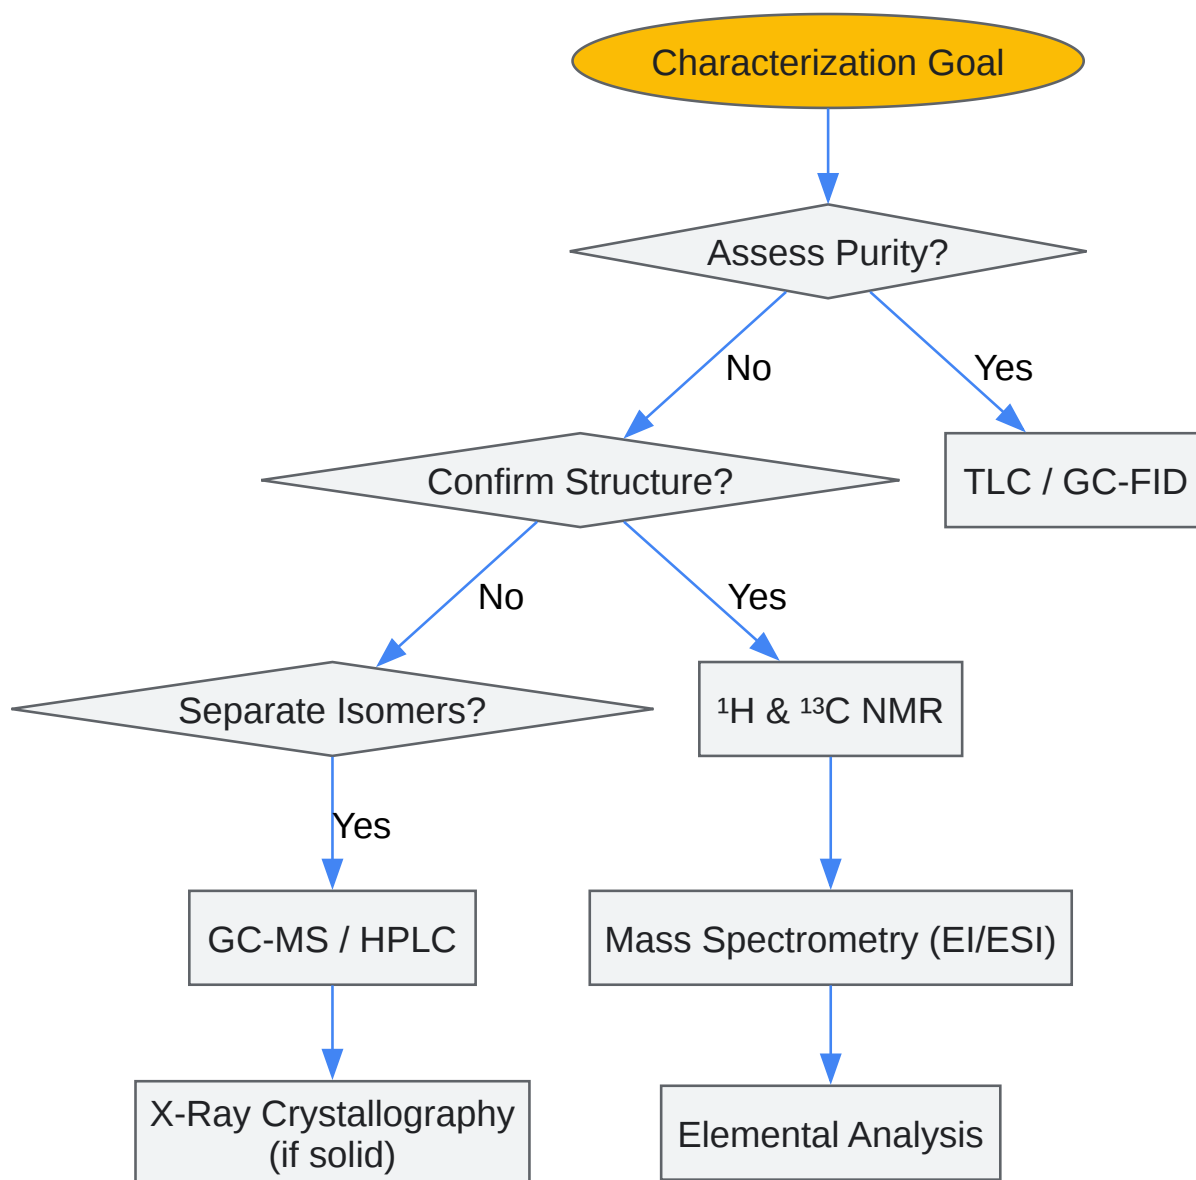 Characterization Goal
Assess Purity?
No
Yes
Confirm Structure?
TLC / GC-FID
No
Yes
Separate Isomers?
¹H & ¹³C NMR
Yes
GC-MS / HPLC
Mass Spectrometry (EI/ESI)
X-Ray Crystallography
(if solid)
Elemental Analysis